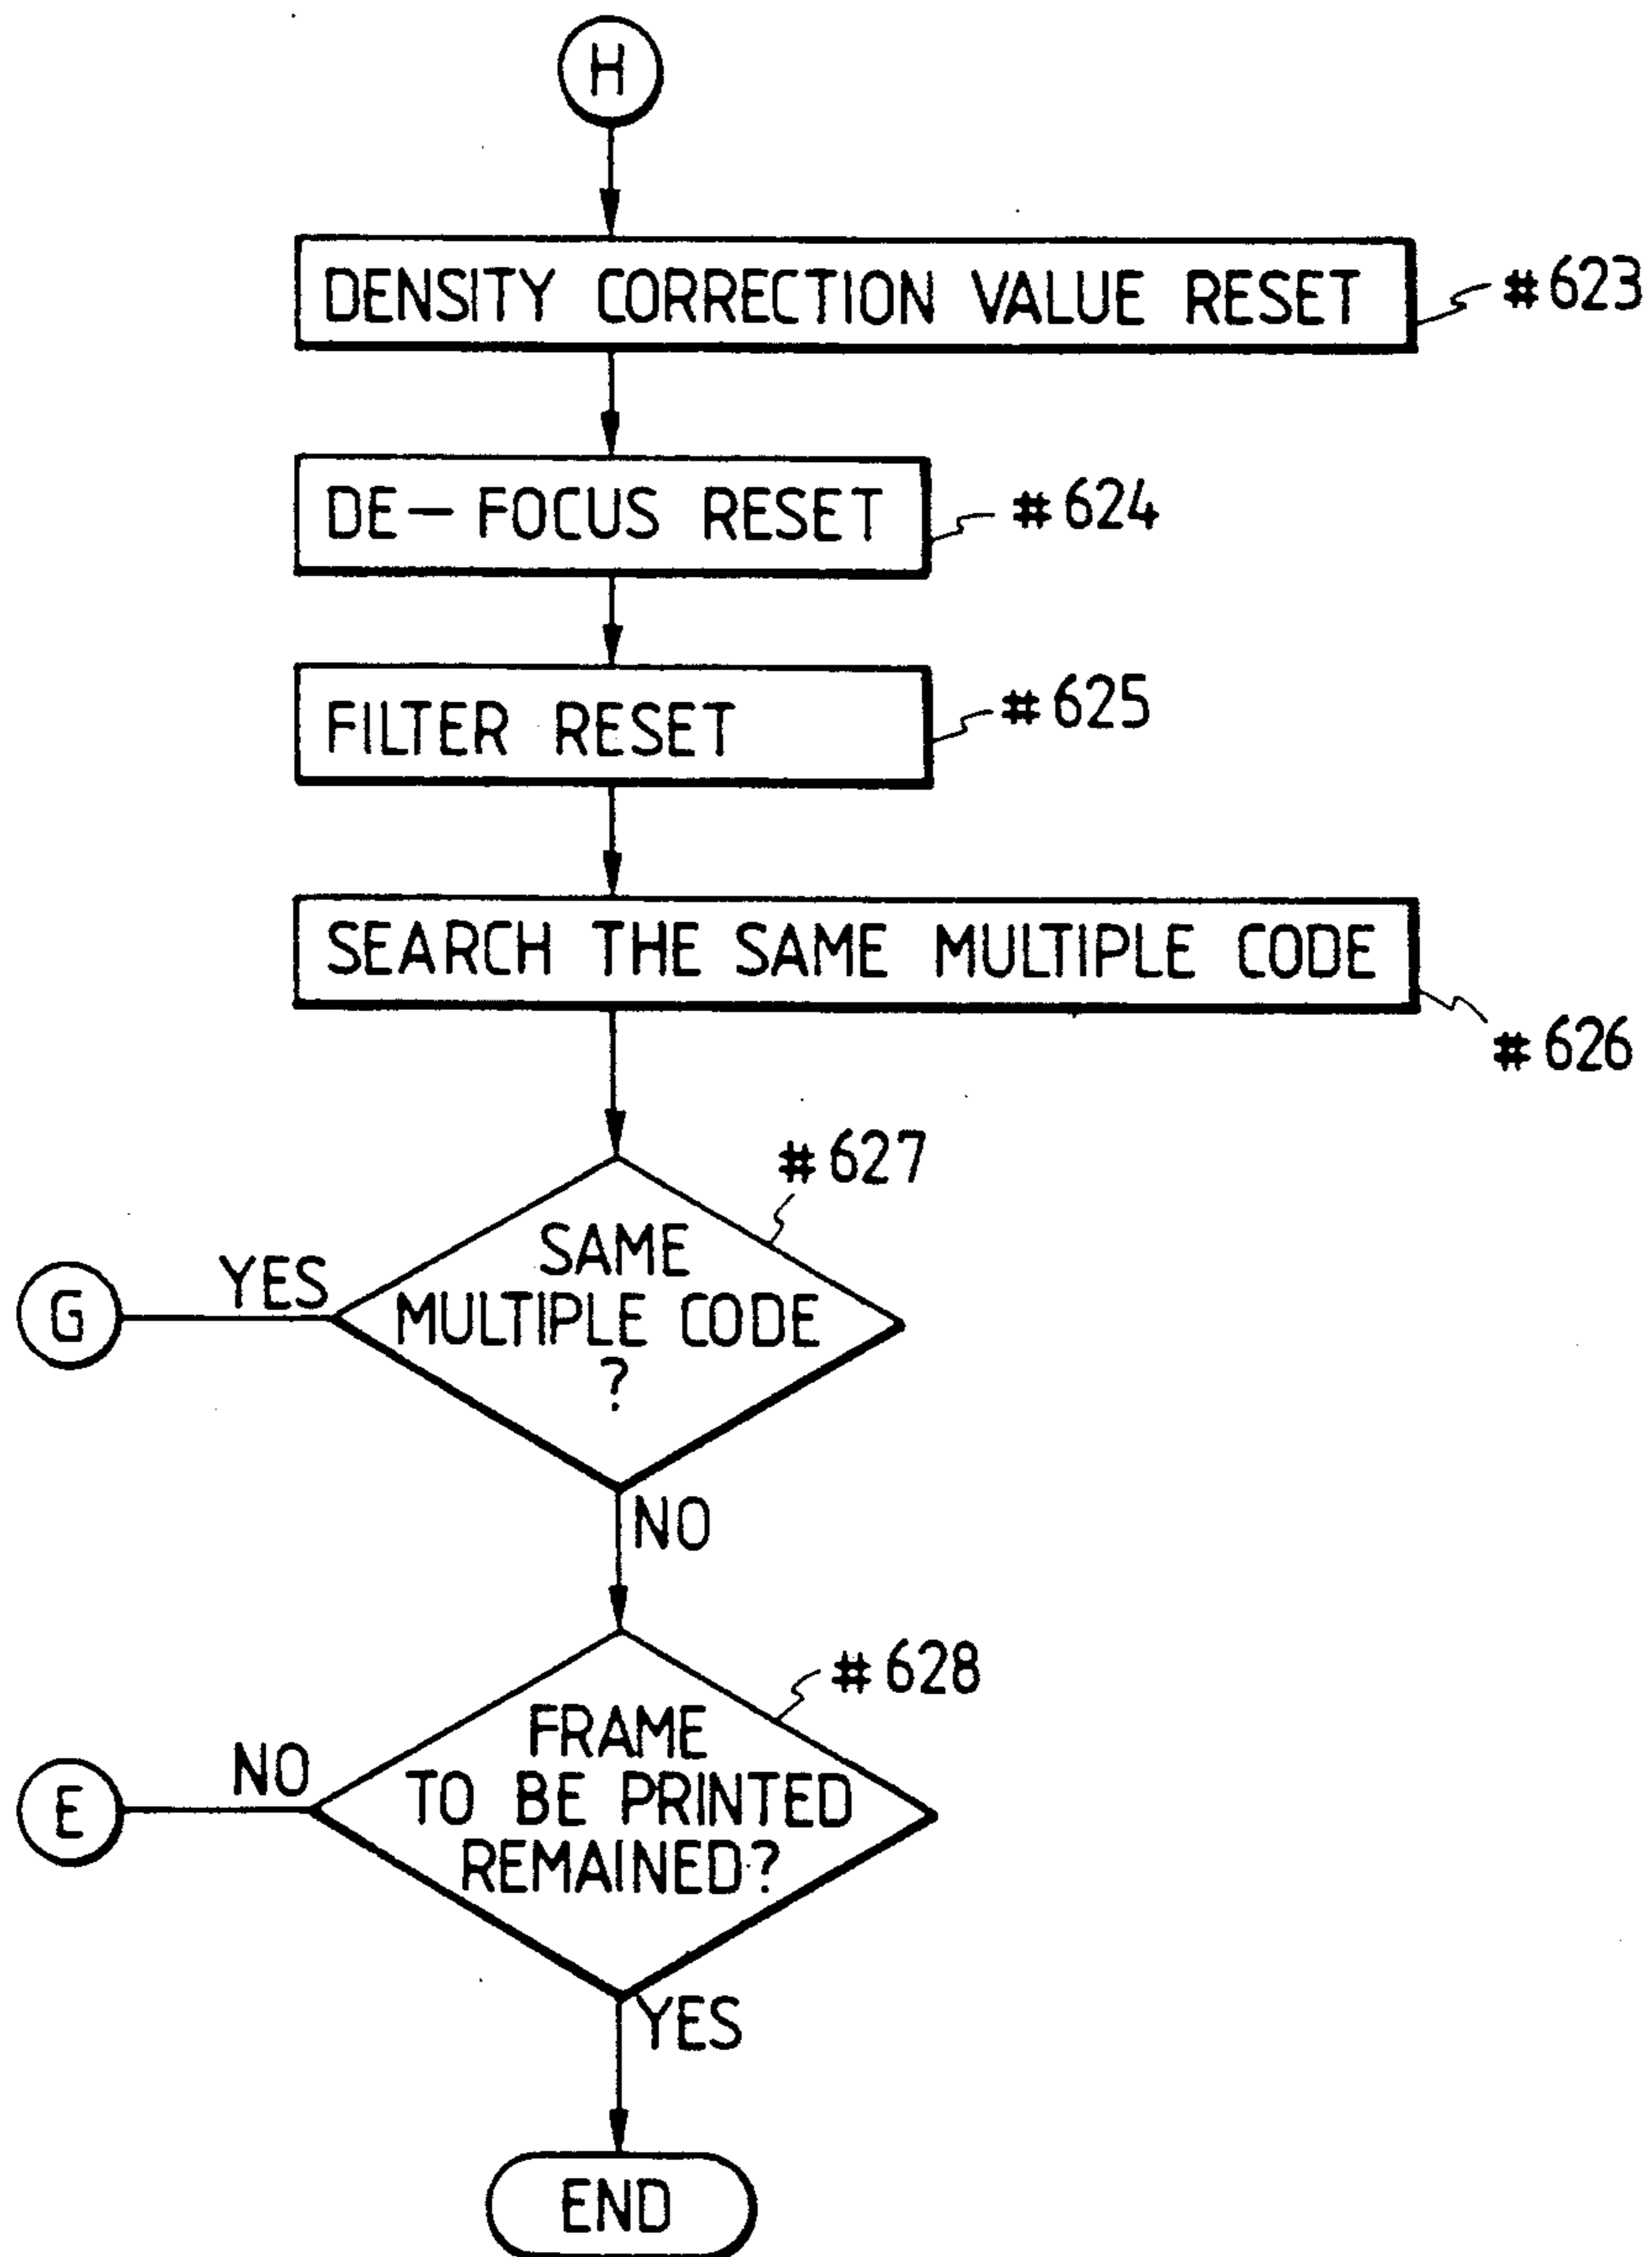 H
DENSITY CORRECTION VALUE RESET
#623
DE-FOCUS RESET
#624
FILTER RESET
#625
SEARCH THE SAME MULTIPLE CODE
#626
#627
SAME
MULTIPLE CODE
?
YES
G
NO
#628
FRAME
TO BE PRINTED
REMAINED?
NO
E
YES
END